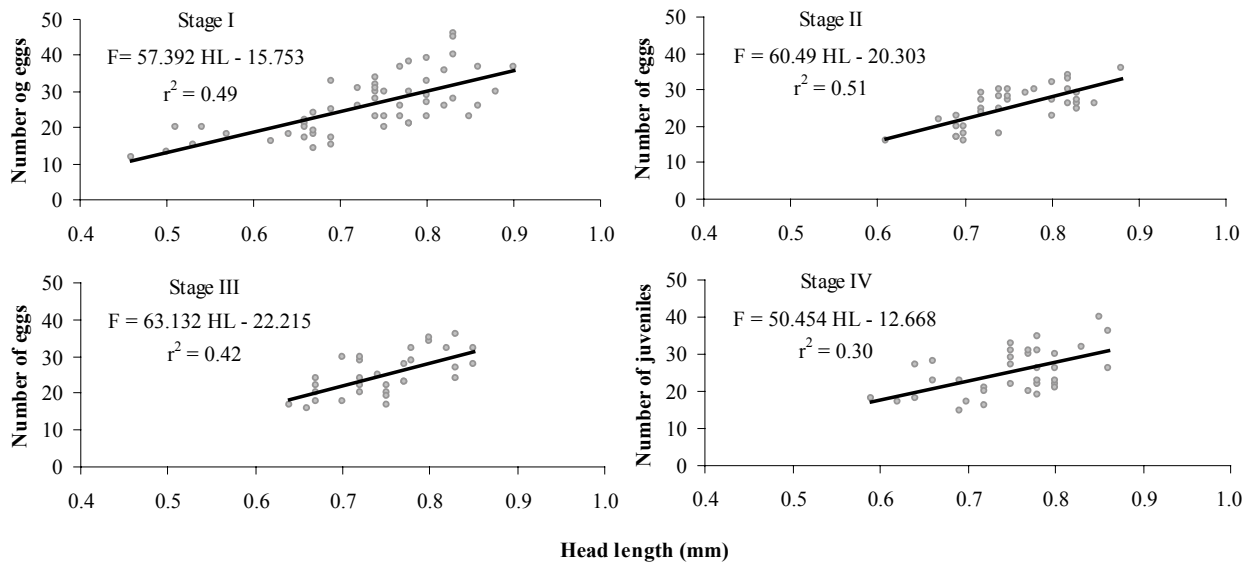 Stage I
F= 57.392 HL - 15.753
r² = 0.49
Number og eggs
50
40
30
20
10
0
0.4 0.5 0.6 0.7 0.8 0.9 1.0
Stage II
F = 60.49 HL - 20.303
r² = 0.51
Number of eggs
50
40
30
20
10
0
0.4 0.5 0.6 0.7 0.8 0.9 1.0
Stage III
F = 63.132 HL - 22.215
r² = 0.42
Number of eggs
50
40
30
20
10
0
0.4 0.5 0.6 0.7 0.8 0.9 1.0
Stage IV
F = 50.454 HL - 12.668
r² = 0.30
Number of juveniles
50
40
30
20
10
0
0.4 0.5 0.6 0.7 0.8 0.9 1.0
Head length (mm)